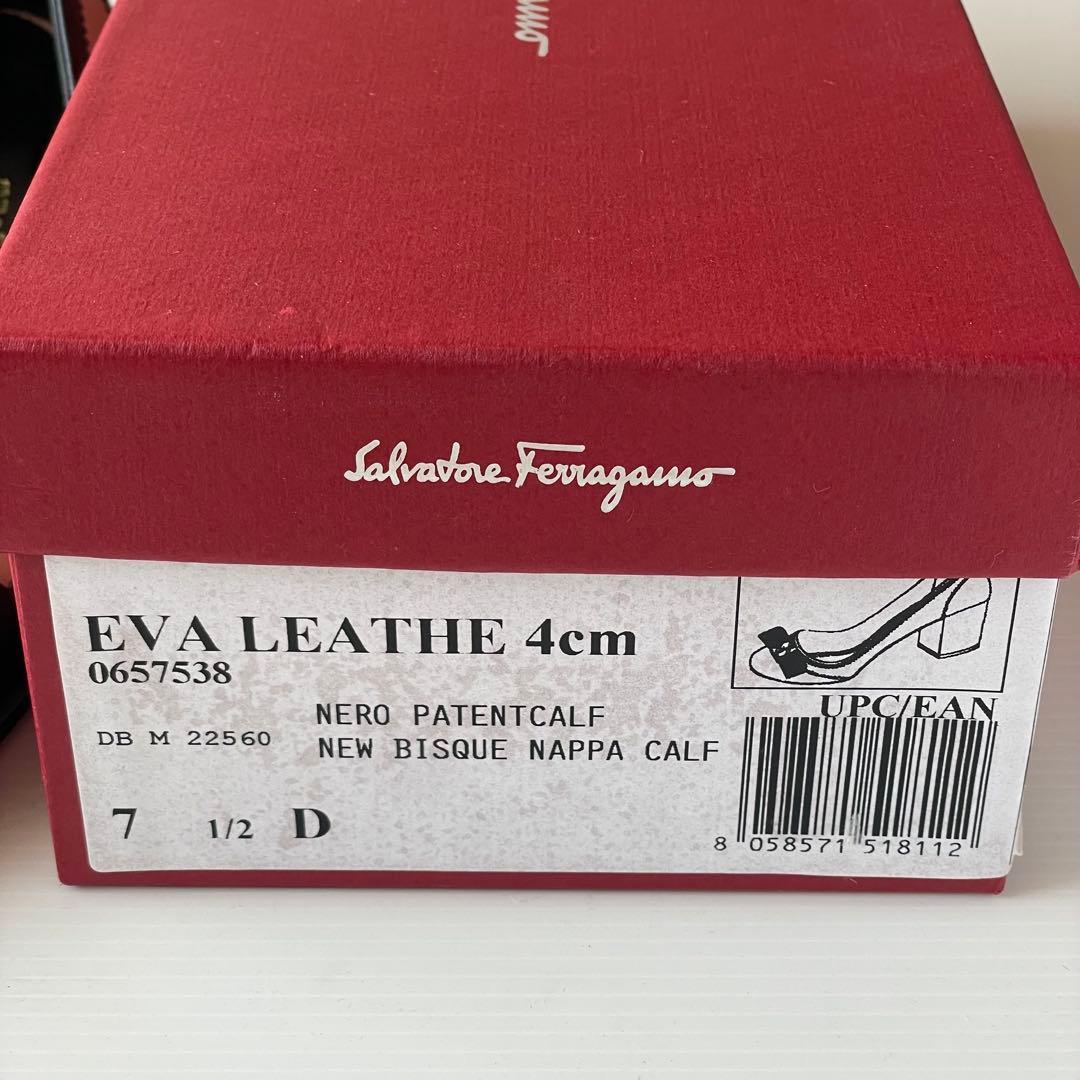 Salvatore Ferragamo
EVA LEATHE 4cm
0657538
NERO PATENTCALF
DB M 22560
NEW BISQUE NAPPA CALF
7 1/2 D
UPC/EAN
8 058571 518112